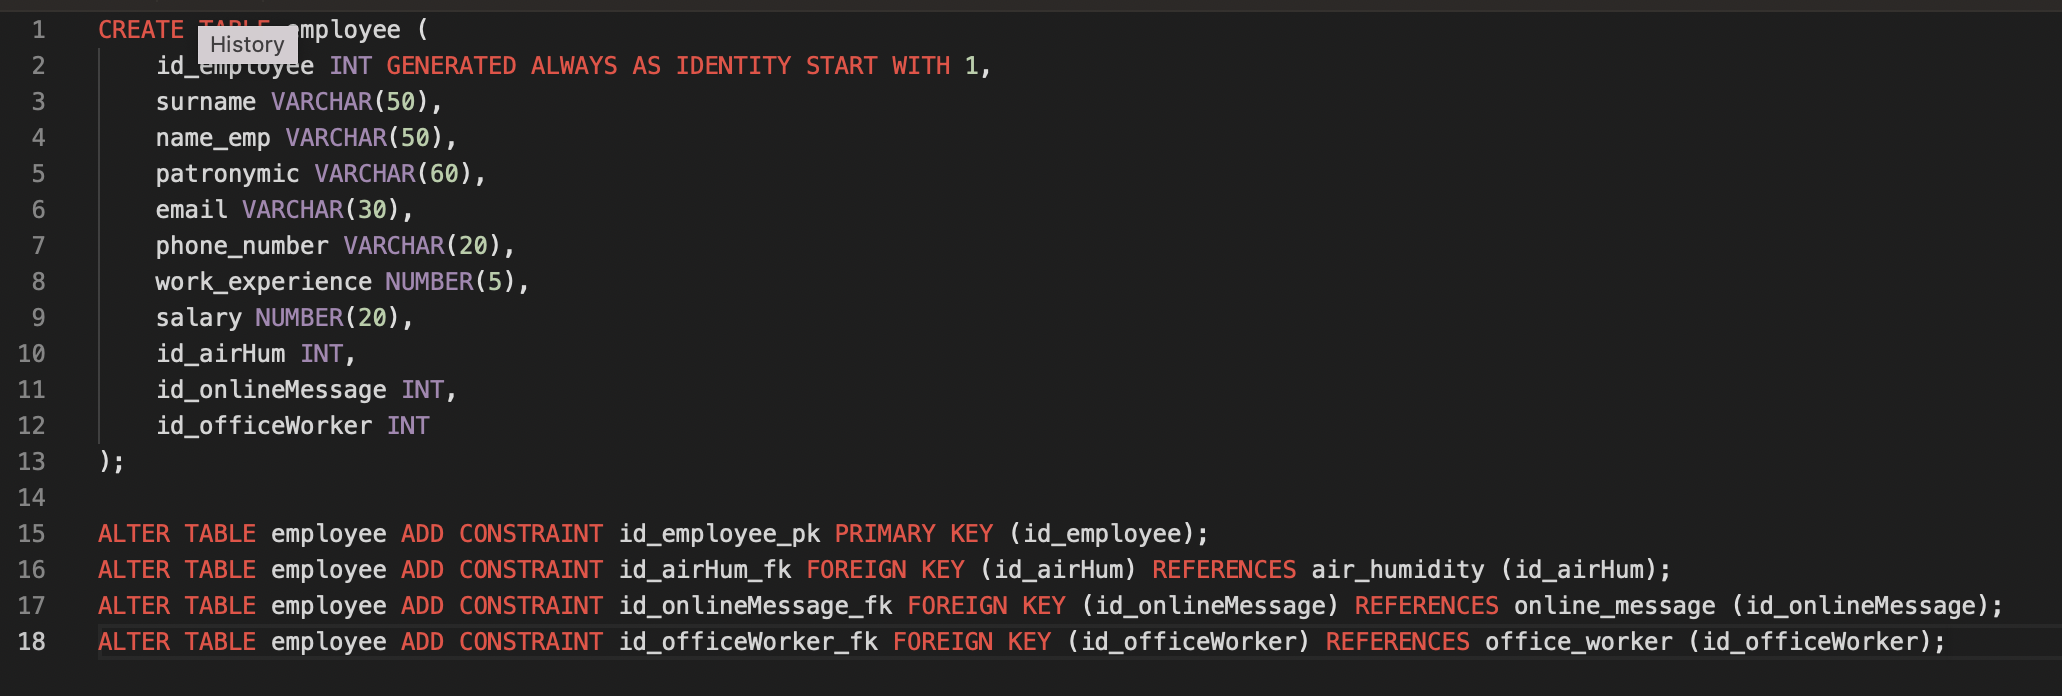 1 CREATE TABLE employee (
History
2 id_employee INT GENERATED ALWAYS AS IDENTITY START WITH 1,
3 surname VARCHAR(50),
4 name_emp VARCHAR(50),
5 patronymic VARCHAR(60),
6 email VARCHAR(30),
7 phone_number VARCHAR(20),
8 work_experience NUMBER(5),
9 salary NUMBER(20),
10 id_airHum INT,
11 id_onlineMessage INT,
12 id_officeWorker INT
13 );
14
15 ALTER TABLE employee ADD CONSTRAINT id_employee_pk PRIMARY KEY (id_employee);
16 ALTER TABLE employee ADD CONSTRAINT id_airHum_fk FOREIGN KEY (id_airHum) REFERENCES air_humidity (id_airHum);
17 ALTER TABLE employee ADD CONSTRAINT id_onlineMessage_fk FOREIGN KEY (id_onlineMessage) REFERENCES online_message (id_onlineMessage);
18 ALTER TABLE employee ADD CONSTRAINT id_officeWorker_fk FOREIGN KEY (id_officeWorker) REFERENCES office_worker (id_officeWorker);